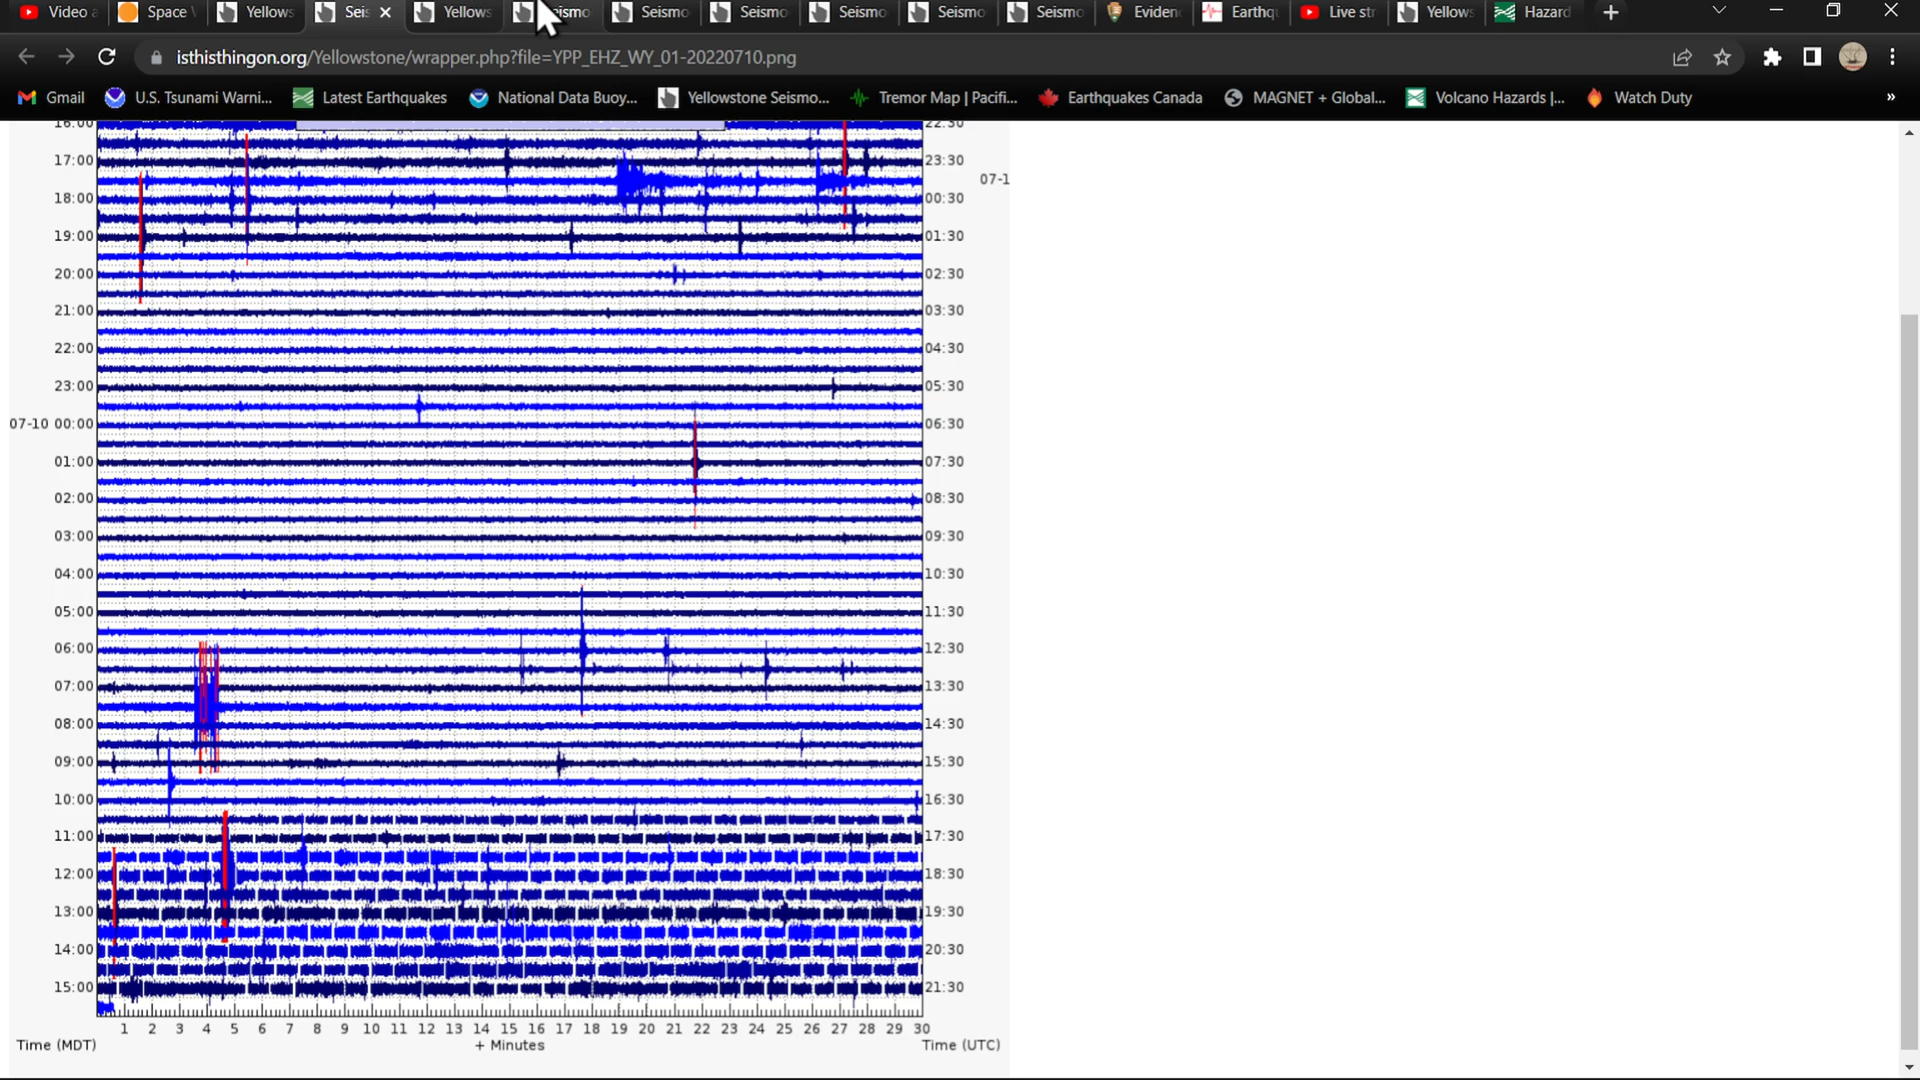 Video a
Space V
Yellows
Seis
Yellows
eismo
Seismo
Seismo
Seismo
Seismo
Seismo
Eviden
Earthqu
Live str
Yellows
Hazard
isthisthingon.org/Yellowstone/wrapper.php?file=YPP_EHZ_WY_01-20220710.png
Gmail
U.S. Tsunami Warni...
Latest Earthquakes
National Data Buoy...
Yellowstone Seismo...
Tremor Map | Pacifi...
Earthquakes Canada
MAGNET + Global...
Volcano Hazards |...
Watch Duty
»
16:00 22:30
17:00 23:30
07-1
18:00 00:30
19:00 01:30
20:00 02:30
21:00 03:30
22:00 04:30
23:00 05:30
07-10 00:00 06:30
01:00 07:30
02:00 08:30
03:00 09:30
04:00 10:30
05:00 11:30
06:00 12:30
07:00 13:30
08:00 14:30
09:00 15:30
10:00 16:30
11:00 17:30
12:00 18:30
13:00 19:30
14:00 20:30
15:00 21:30
1 2 3 4 5 6 7 8 9 10 11 12 13 14 15 16 17 18 19 20 21 22 23 24 25 26 27 28 29 30
Time (MDT) + Minutes Time (UTC)